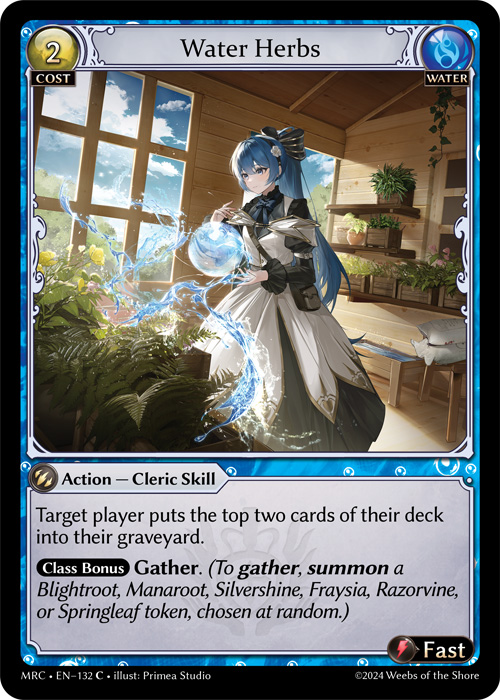 2
Water Herbs
COST
WATER
Action — Cleric Skill
Target player puts the top two cards of their deck
into their graveyard.
Class Bonus Gather. (To gather, summon a
Blightroot, Manaroot, Silvershine, Fraysia, Razorvine,
or Springleaf token, chosen at random.)
Fast
MRC • EN–132 C • illust: Primea Studio
©2024 Weebs of the Shore